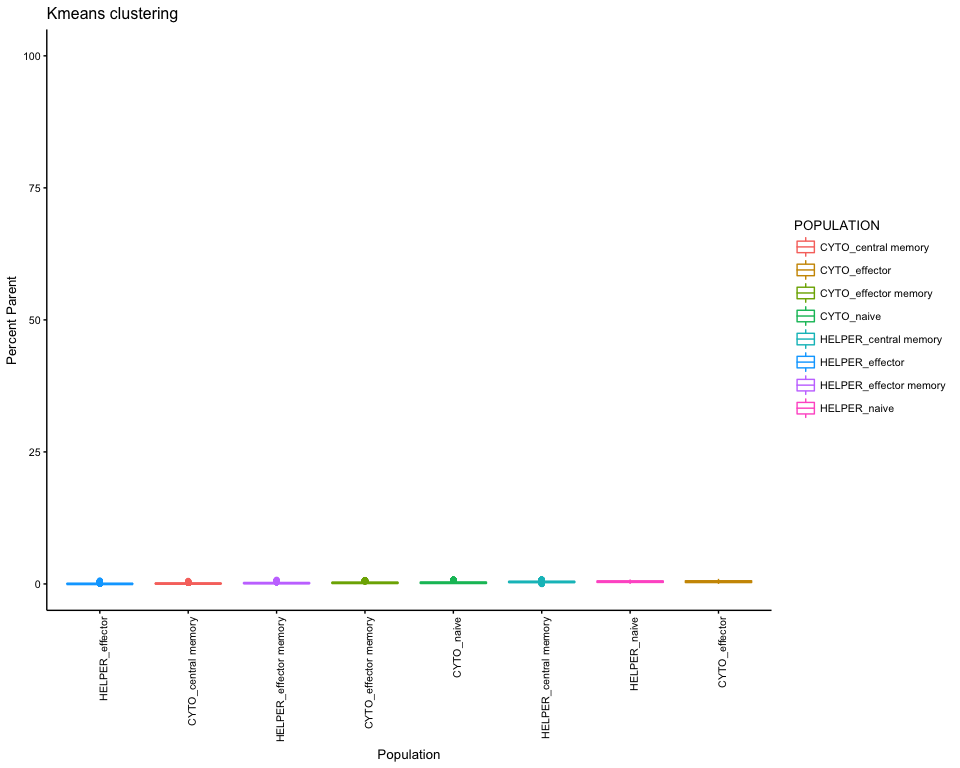 Kmeans clustering
Percent Parent
100
75
50
25
0
HELPER_effector
CYTO_central memory
HELPER_effector memory
CYTO_effector memory
CYTO_naive
HELPER_central memory
HELPER_naive
CYTO_effector
Population
POPULATION
CYTO_central memory
CYTO_effector
CYTO_effector memory
CYTO_naive
HELPER_central memory
HELPER_effector
HELPER_effector memory
HELPER_naive